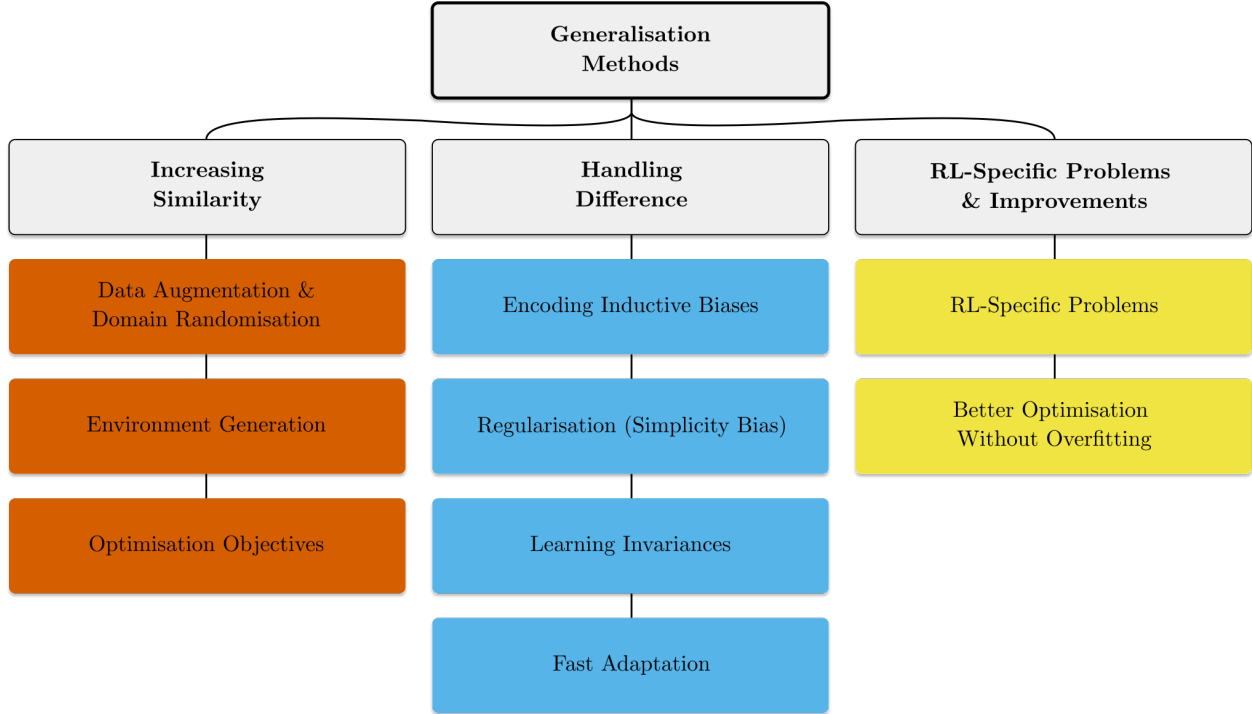 Generalisation
Methods
Increasing
Similarity
Handling
Difference
RL-Specific Problems
& Improvements
Data Augmentation &
Domain Randomisation
Encoding Inductive Biases
RL-Specific Problems
Environment Generation
Regularisation (Simplicity Bias)
Better Optimisation
Without Overfitting
Optimisation Objectives
Learning Invariances
Fast Adaptation